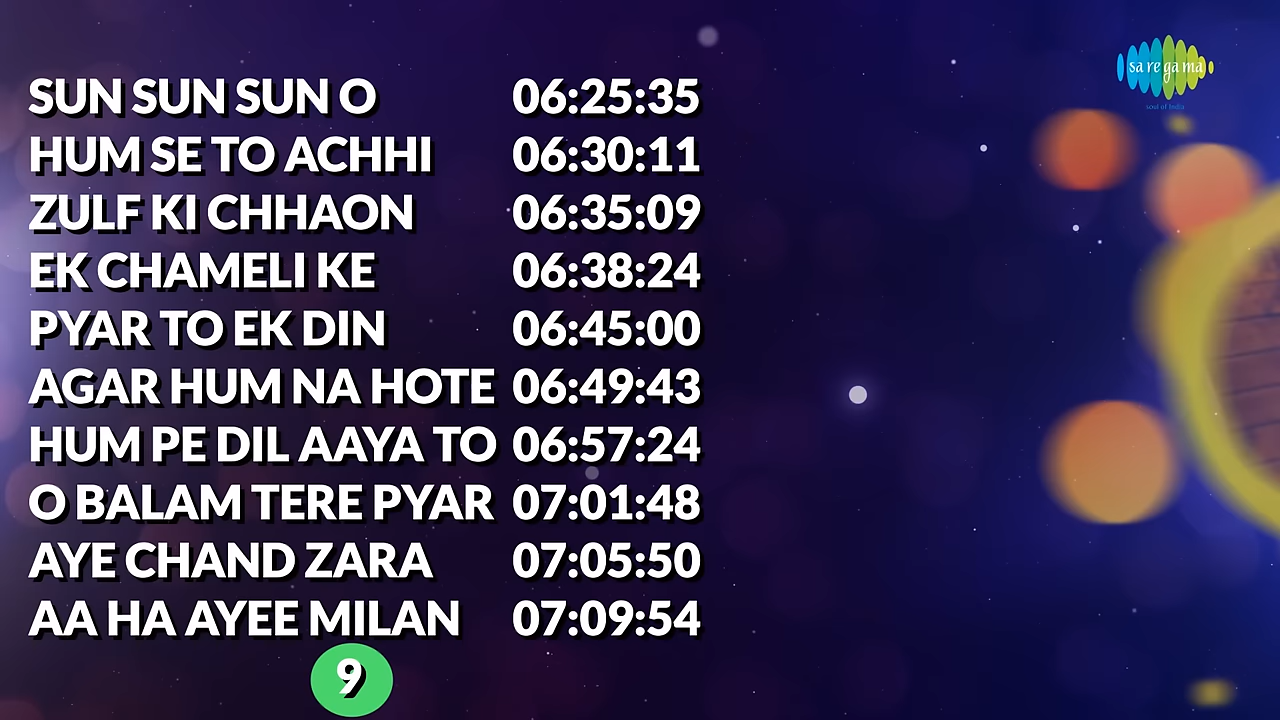 sa re ga ma
soul of India
SUN SUN SUN O 06:25:35
HUM SE TO ACHHI 06:30:11
ZULF KI CHHAON 06:35:09
EK CHAMELI KE 06:38:24
PYAR TO EK DIN 06:45:00
AGAR HUM NA HOTE 06:49:43
HUM PE DIL AAYA TO 06:57:24
O BALAM TERE PYAR 07:01:48
AYE CHAND ZARA 07:05:50
AA HA AYEE MILAN 07:09:54
9